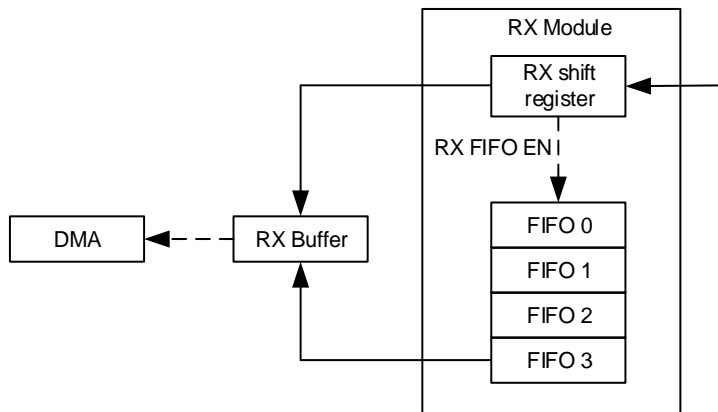 RX Module
RX shift
register
RX FIFO EN
FIFO 0
DMA
RX Buffer
FIFO 1
FIFO 2
FIFO 3